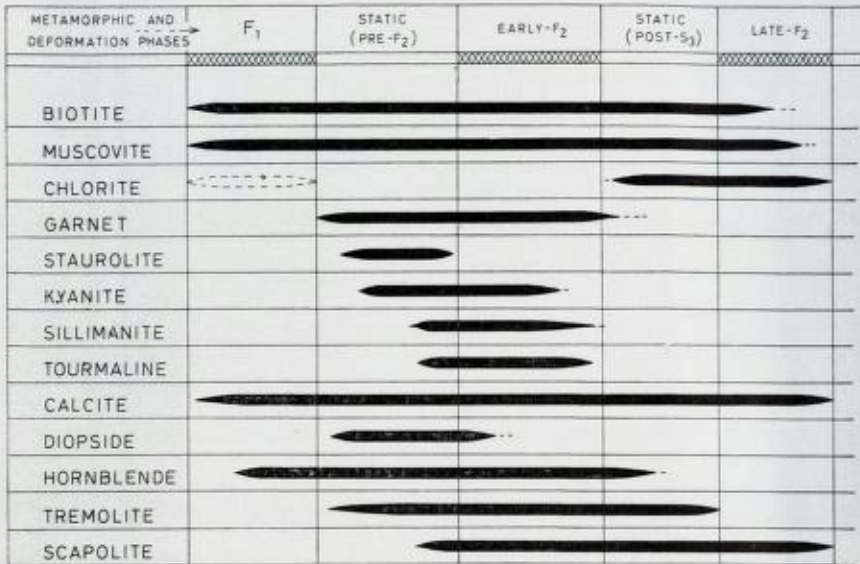 METAMORPHIC AND
DEFORMATION PHASES
F₁
STATIC
(PRE-F₂)
EARLY-F₂
STATIC
(POST-S₃)
LATE-F₂
BIOTITE
MUSCOVITE
CHLORITE
GARNET
STAUROLITE
KYANITE
SILLIMANITE
TOURMALINE
CALCITE
DIOPSIDE
HORNBLENDE
TREMOLITE
SCAPOLITE